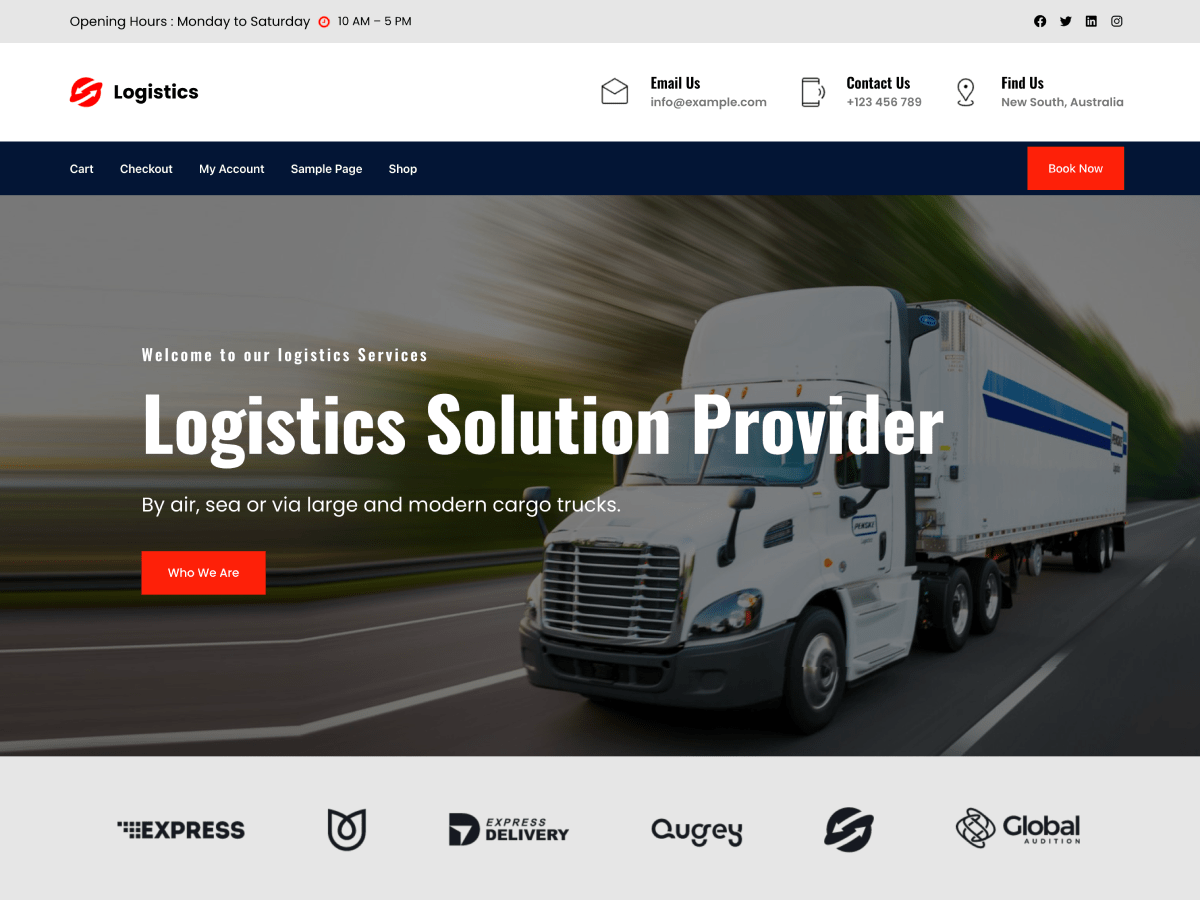 Opening Hours : Monday to Saturday 10 AM – 5 PM
Logistics
Email Us
info@example.com
Contact Us
+123 456 789
Find Us
New South, Australia
Cart Checkout My Account Sample Page Shop
Book Now
Welcome to our logistics Services
Logistics Solution Provider
By air, sea or via large and modern cargo trucks.
Who We Are
PENSKE
Logistics
EXPRESS
EXPRESS
DELIVERY
Qugrey
Global
AUDITION